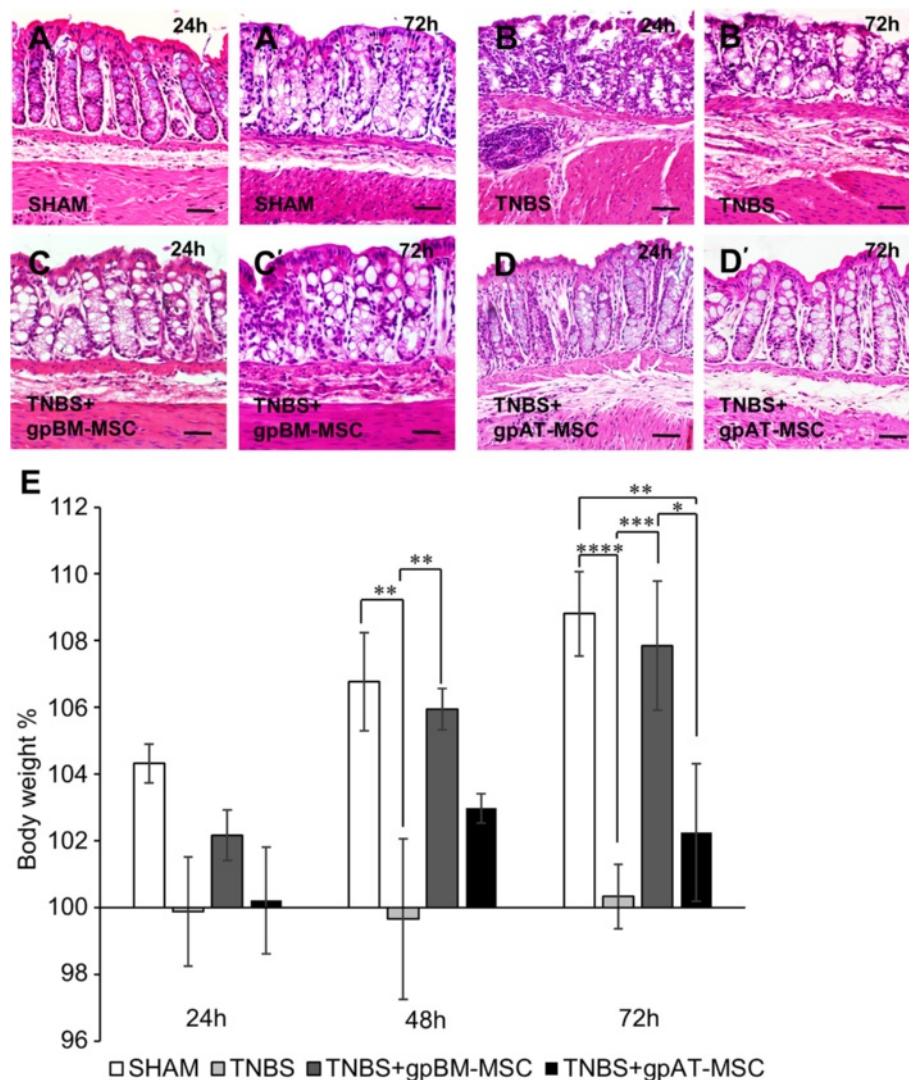 A 24h
A′ 72h
B 24h
B′ 72h
SHAM
SHAM
TNBS
TNBS
C 24h
C′ 72h
D 24h
D′ 72h
TNBS+
gpBM-MSC
TNBS+
gpBM-MSC
TNBS+
gpAT-MSC
TNBS+
gpAT-MSC
E
Body weight %
112
110
108
106
104
102
100
98
96
** **
**** *** ** *
24h 48h 72h
SHAM TNBS TNBS+gpBM-MSC TNBS+gpAT-MSC